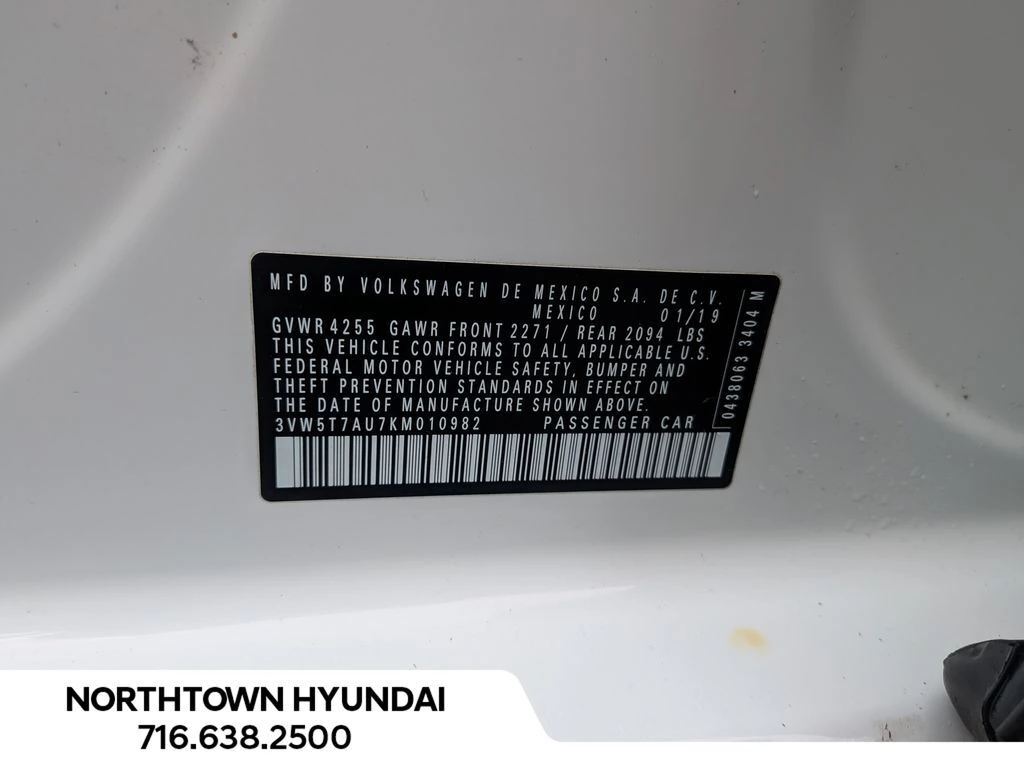 MFD BY VOLKSWAGEN DE MEXICO S.A. DE C.V.
MEXICO 01/19
GVWR 4255 GAWR FRONT 2271 / REAR 2094 LBS
THIS VEHICLE CONFORMS TO ALL APPLICABLE U.S.
FEDERAL MOTOR VEHICLE SAFETY, BUMPER AND
THEFT PREVENTION STANDARDS IN EFFECT ON
THE DATE OF MANUFACTURE SHOWN ABOVE.
3VW5T7AU7KM010982 PASSENGER CAR
0438063 3404 M
NORTHTOWN HYUNDAI
716.638.2500